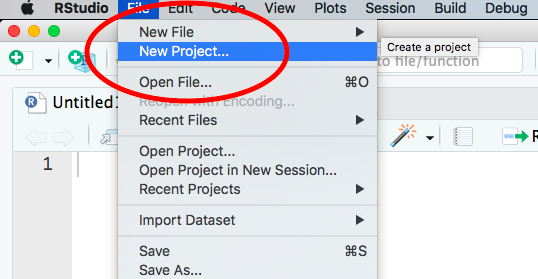 RStudio File Edit Code View Plots Session Build Debug
New File
New Project...
Create a project
to file/function
Open File... ⌘O
Untitled1
Reopen with Encoding...
Recent Files
1
Open Project...
Open Project in New Session...
Recent Projects
Import Dataset
Save ⌘S
Save As...